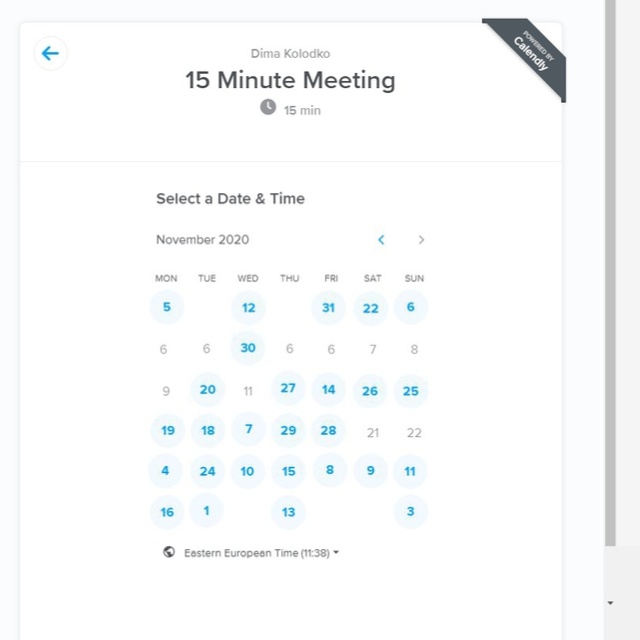 POWERED BY
Calendly
Dima Kolodko
15 Minute Meeting
15 min
Select a Date & Time
November 2020
MON TUE WED THU FRI SAT SUN
5 12 31 22 6
6 6 30 6 6 7 8
9 20 11 27 14 26 25
19 18 7 29 28 21 22
4 24 10 15 8 9 11
16 1 13 3
Eastern European Time (11:38)